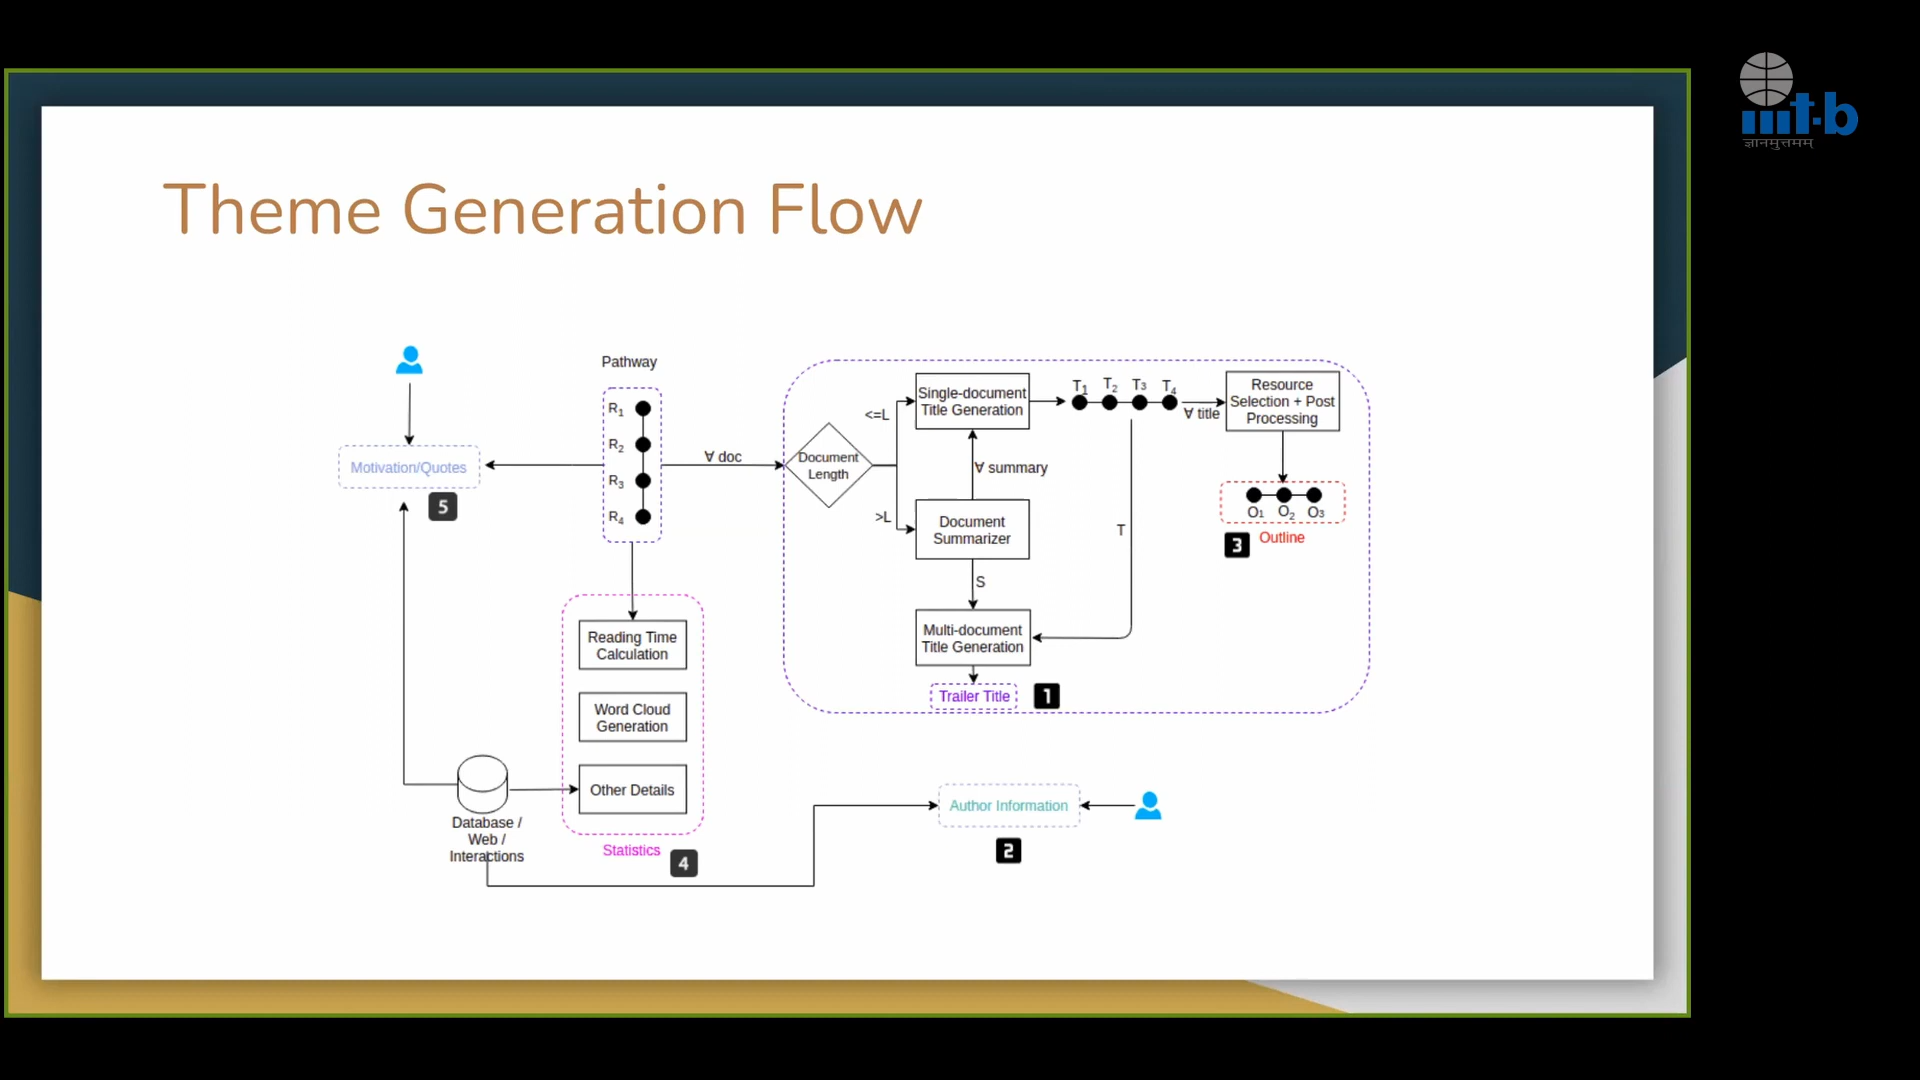 iiit-b
ज्ञानमुत्तमम्
Theme Generation Flow
Pathway
R1
R2
R3
R4
Motivation/Quotes
5
∀ doc
Document
Length
<=L
>L
Single-document
Title Generation
∀ summary
Document
Summarizer
S
Multi-document
Title Generation
Trailer Title
1
T1 T2 T3 T4
∀ title
T
Resource
Selection + Post
Processing
O1 O2 O3
3
Outline
Reading Time
Calculation
Word Cloud
Generation
Other Details
Statistics
4
Database /
Web /
Interactions
Author Information
2